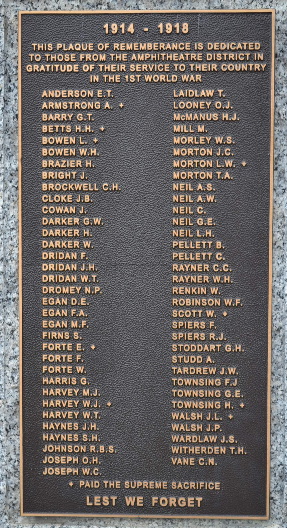 1914 - 1918
THIS PLAQUE OF REMEMBERANCE IS DEDICATED
TO THOSE FROM THE AMPHITHEATRE DISTRICT IN
GRATITUDE OF THEIR SERVICE TO THEIR COUNTRY
IN THE 1ST WORLD WAR
ANDERSON E.T.
ARMSTRONG A. +
BARRY G.T.
BETTS H.H. +
BOWEN L. +
BOWEN W.H.
BRAZIER H.
BRIGHT J.
BROCKWELL C.H.
CLOKE J.B.
COWAN J.
DARKER G.W.
DARKER H.
DARKER W.
DRIDAN F.
DRIDAN J.H.
DRIDAN W.T.
DROMEY N.P.
EGAN D.E.
EGAN F.A.
EGAN M.F.
FIRNS S.
FORTE E. +
FORTE F.
FORTE W.
HARRIS G.
HARVEY M.J.
HARVEY W.J. +
HARVEY W.T.
HAYNES J.H.
HAYNES S.H.
JOHNSON R.B.S.
JOSEPH O.H.
JOSEPH W.C.
LAIDLAW T.
LOONEY O.J.
McMANUS H.J.
MILL M.
MORLEY W.S.
MORTON J.C.
MORTON L.W. +
MORTON T.A.
NEIL A.S.
NEIL A.W.
NEIL C.
NEIL G.E.
NEIL L.H.
PELLETT B.
PELLETT C.
RAYNER C.C.
RAYNER W.H.
RENKIN W.
ROBINSON W.F.
SCOTT W. +
SPIERS F.
SPIERS R.J.
STODDART G.H.
STUDD A.
TARDREW J.W.
TOWNSING F.J
TOWNSING G.E.
TOWNSING H. +
WALSH J.L. +
WALSH J.P.
WARDLAW J.S.
WITHERDEN T.H.
VANE C.N.
+ PAID THE SUPREME SACRIFICE
LEST WE FORGET